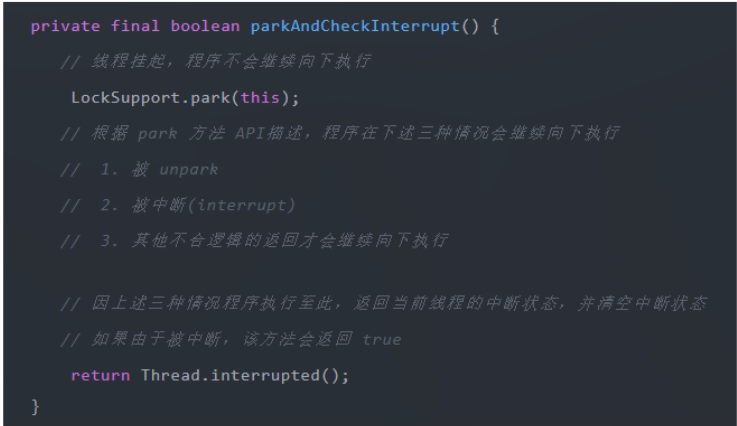 private final boolean parkAndCheckInterrupt() {
// 线程挂起，程序不会继续向下执行
LockSupport.park(this);
// 根据 park 方法 API描述，程序在下述三种情况会继续向下执行
// 1. 被 unpark
// 2. 被中断(interrupt)
// 3. 其他不合逻辑的返回才会继续向下执行
// 因上述三种情况程序执行至此，返回当前线程的中断状态，并清空中断状态
// 如果由于被中断，该方法会返回 true
return Thread.interrupted();
}